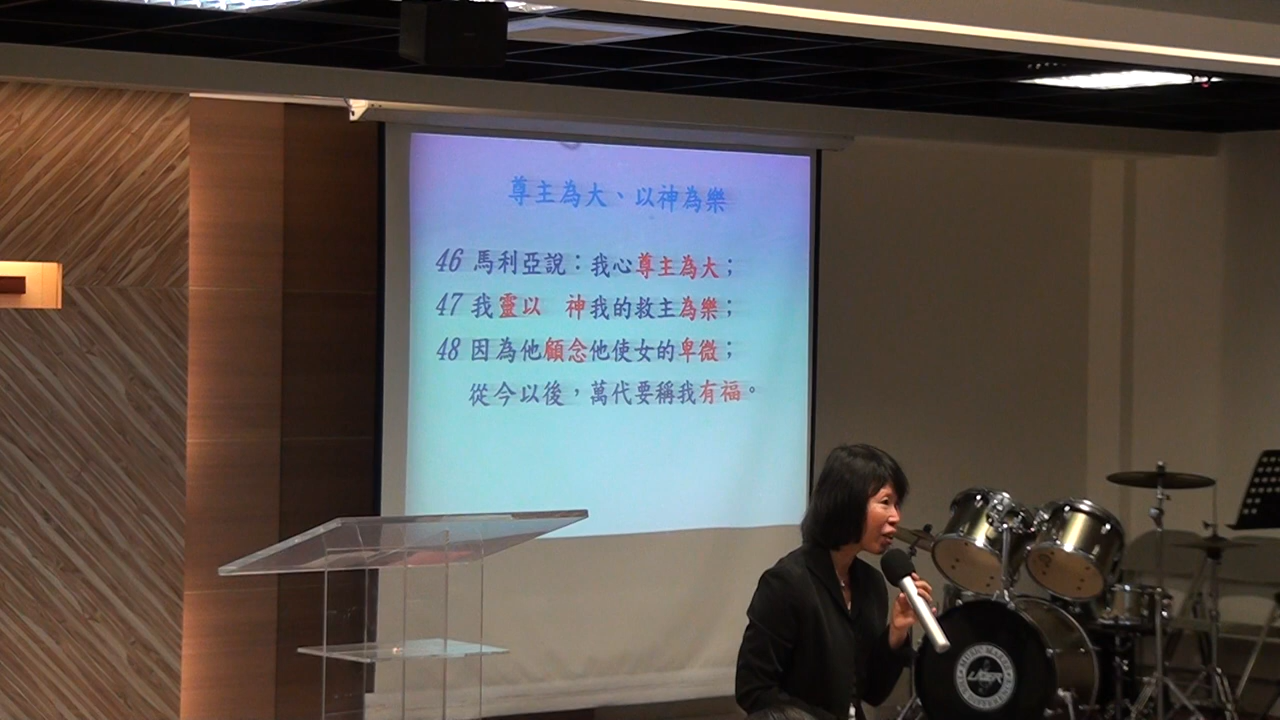 尊主為大、以神為樂
46 馬利亞說：我心尊主為大；
47 我靈以　神我的救主為樂；
48 因為他顧念他使女的卑微；
從今以後，萬代要稱我有福。